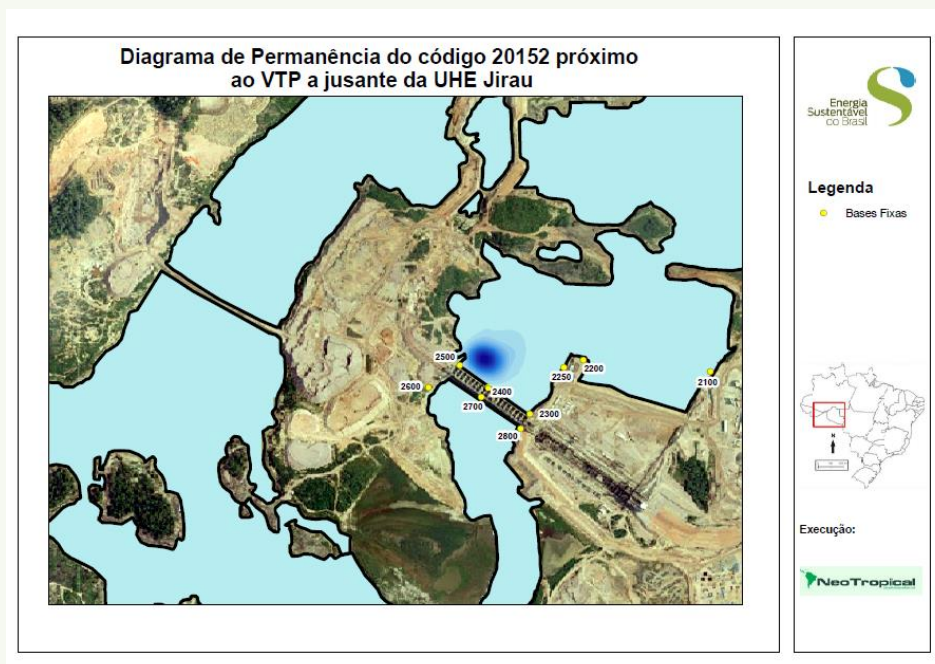 Diagrama de Permanência do código 20152 próximo
ao VTP a jusante da UHE Jirau
2500
2600
2400
2700
2300
2800
2250
2200
2100
Energia
Sustentável
do Brasil
Legenda
Bases Fixas
N
Execução:
NeoTropical